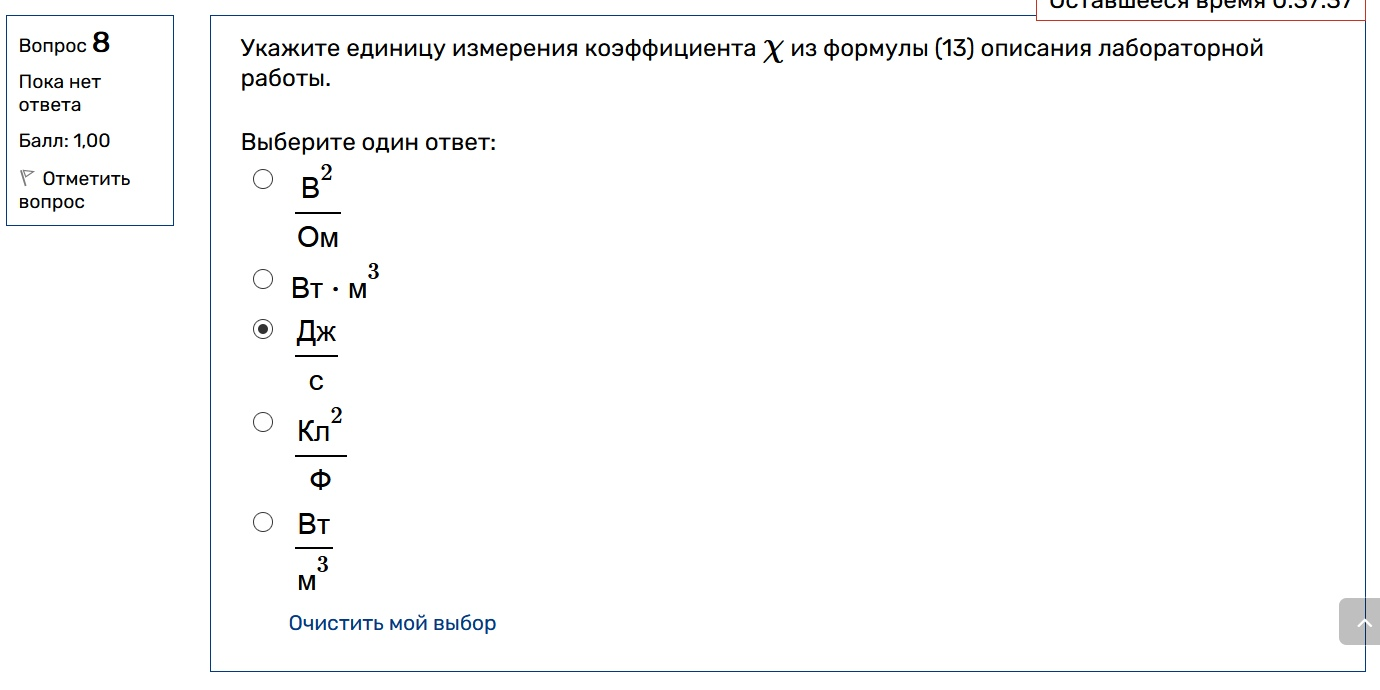 Оставшееся время 0:37:37
Вопрос 8
Пока нет
ответа
Балл: 1,00
Отметить
вопрос
Укажите единицу измерения коэффициента χ из формулы (13) описания лабораторной
работы.
Выберите один ответ:
В²
Ом
Вт · м³
Дж
с
Кл²
Ф
Вт
м³
Очистить мой выбор